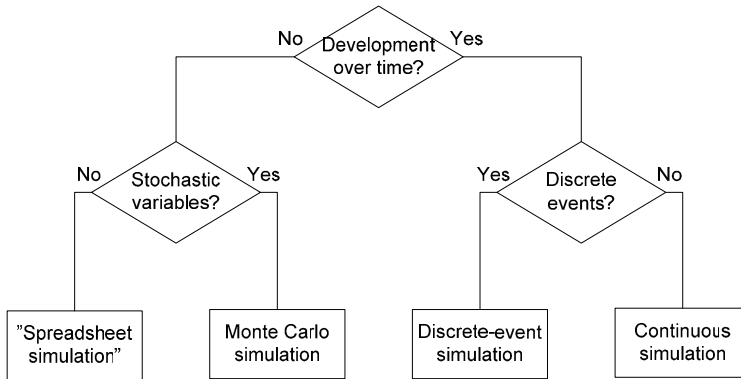 No
Development
over time?
Yes
No
Stochastic
variables?
Yes
Yes
Discrete
events?
No
”Spreadsheet
simulation”
Monte Carlo
simulation
Discrete-event
simulation
Continuous
simulation